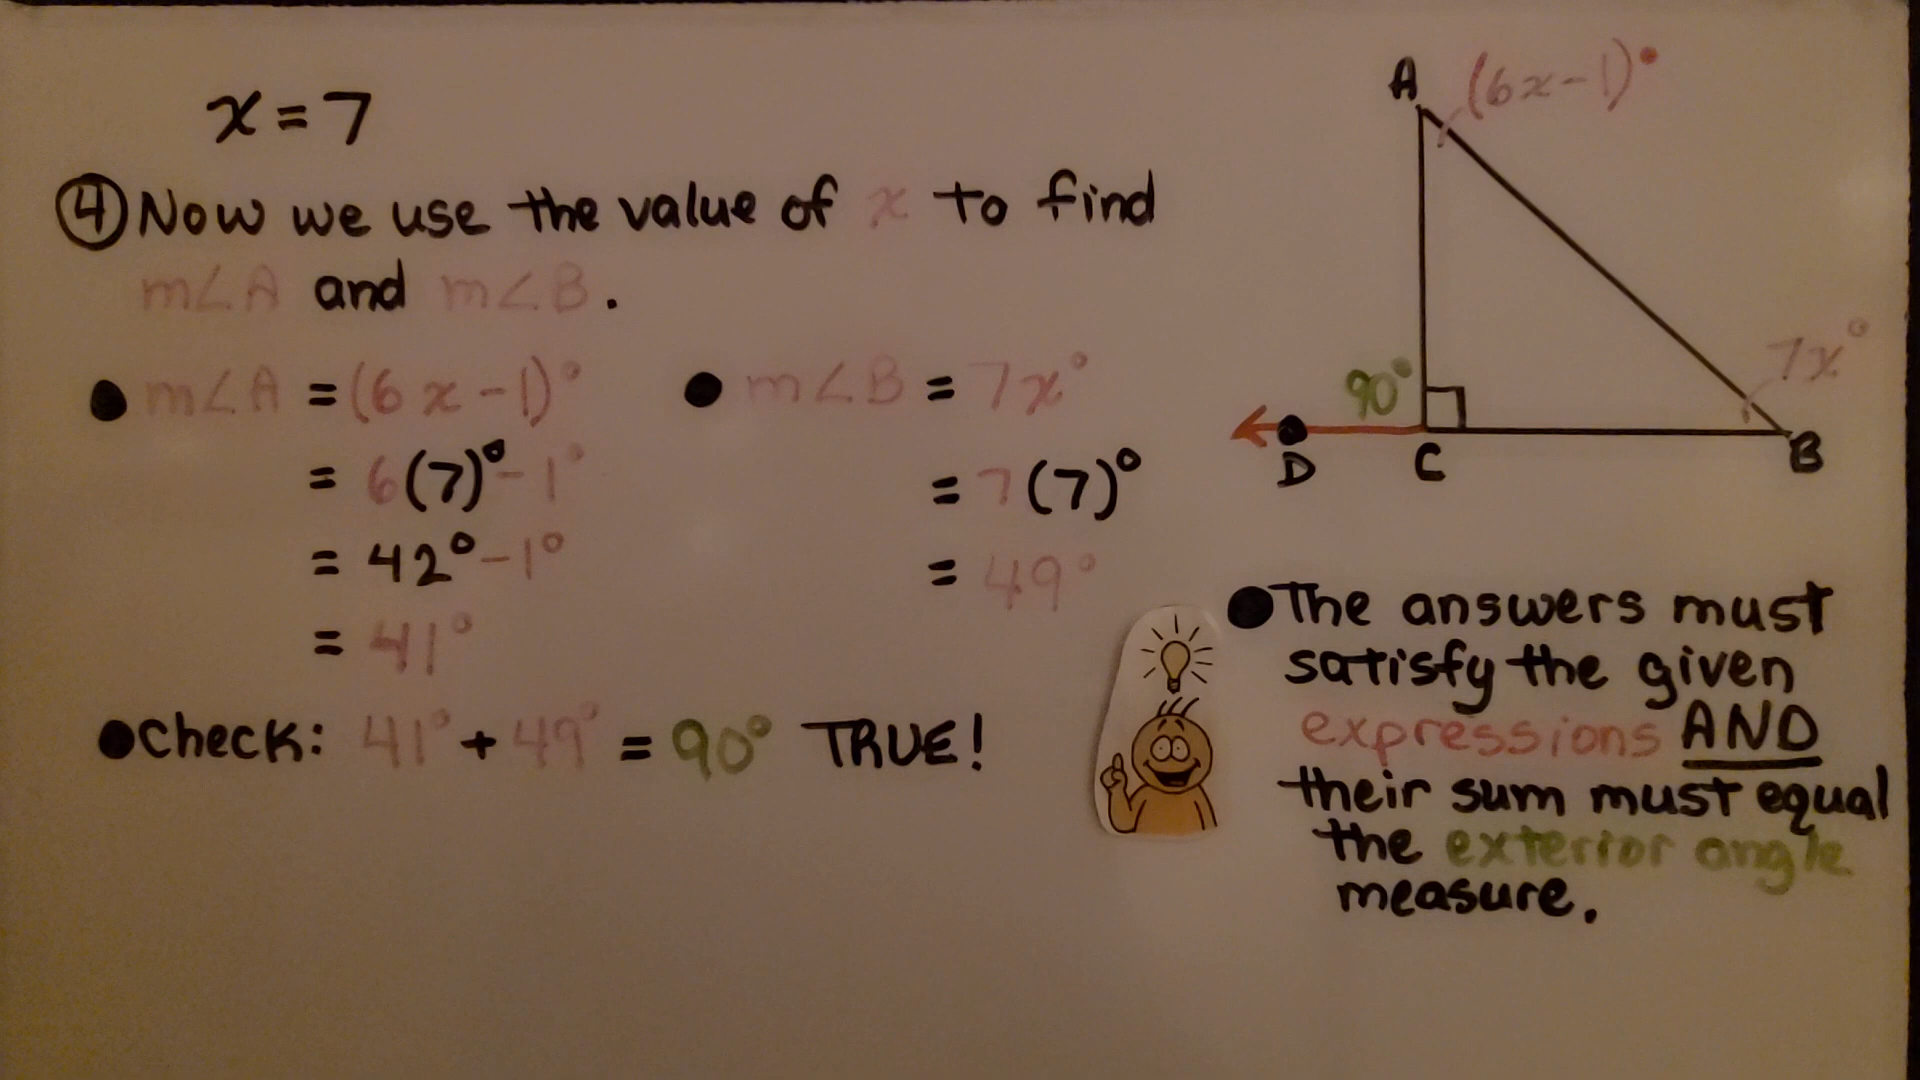 x = 7
④ Now we use the value of x to find
m∠A and m∠B.
● m∠A = (6x - 1)°
= 6(7)° - 1°
= 42° - 1°
= 41°
● m∠B = 7x°
= 7(7)°
= 49°
● Check: 41° + 49° = 90° TRUE!
A (6x - 1)°
7x°
90°
D C B
● The answers must
satisfy the given
expressions AND
their sum must equal
the exterior angle
measure.